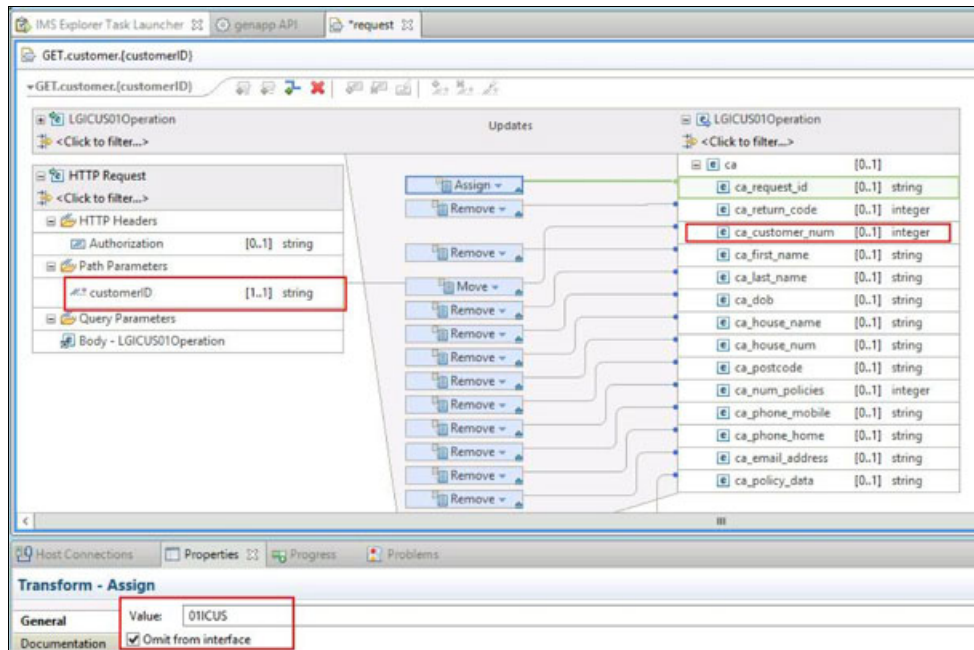 IMS Explorer Task Launcher genapp API *request
GET.customer.{customerID}
GET.customer.{customerID}
LGICUS01Operation
<Click to filter...>
HTTP Request
<Click to filter...>
HTTP Headers
Authorization [0..1] string
Path Parameters
customerID [1..1] string
Query Parameters
Body - LGICUS01Operation
Updates
Assign
Remove
Remove
Move
Remove
Remove
Remove
Remove
Remove
Remove
Remove
Remove
Remove
LGICUS01Operation
<Click to filter...>
ca [0..1]
ca_request_id [0..1] string
ca_return_code [0..1] integer
ca_customer_num [0..1] integer
ca_first_name [0..1] string
ca_last_name [0..1] string
ca_dob [0..1] string
ca_house_name [0..1] string
ca_house_num [0..1] string
ca_postcode [0..1] string
ca_num_policies [0..1] integer
ca_phone_mobile [0..1] string
ca_phone_home [0..1] string
ca_email_address [0..1] string
ca_policy_data [0..1] string
Host Connections Properties Progress Problems
Transform - Assign
General
Documentation
Value: 01ICUS
Omit from interface